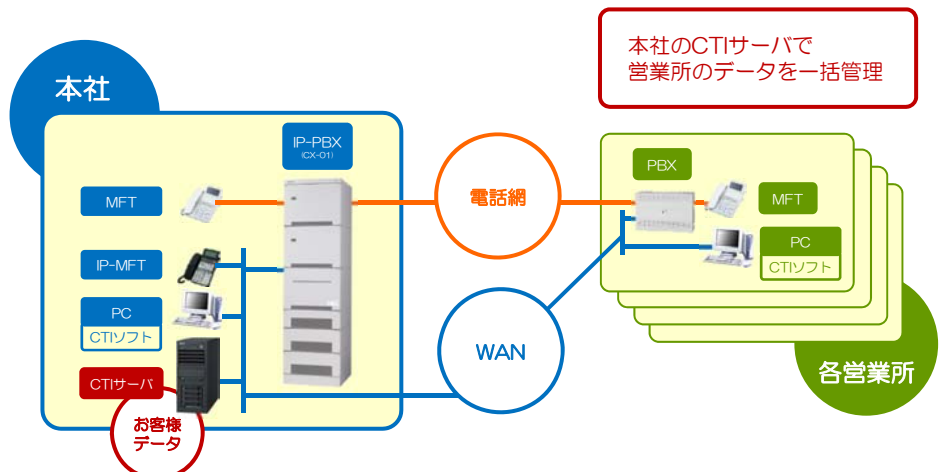 本社のCTIサーバで
営業所のデータを一括管理
本社
IP-PBX
(CX-01)
MFT
IP-MFT
PC
CTIソフト
CTIサーバ
お客様
データ
電話網
WAN
PBX
MFT
PC
CTIソフト
各営業所